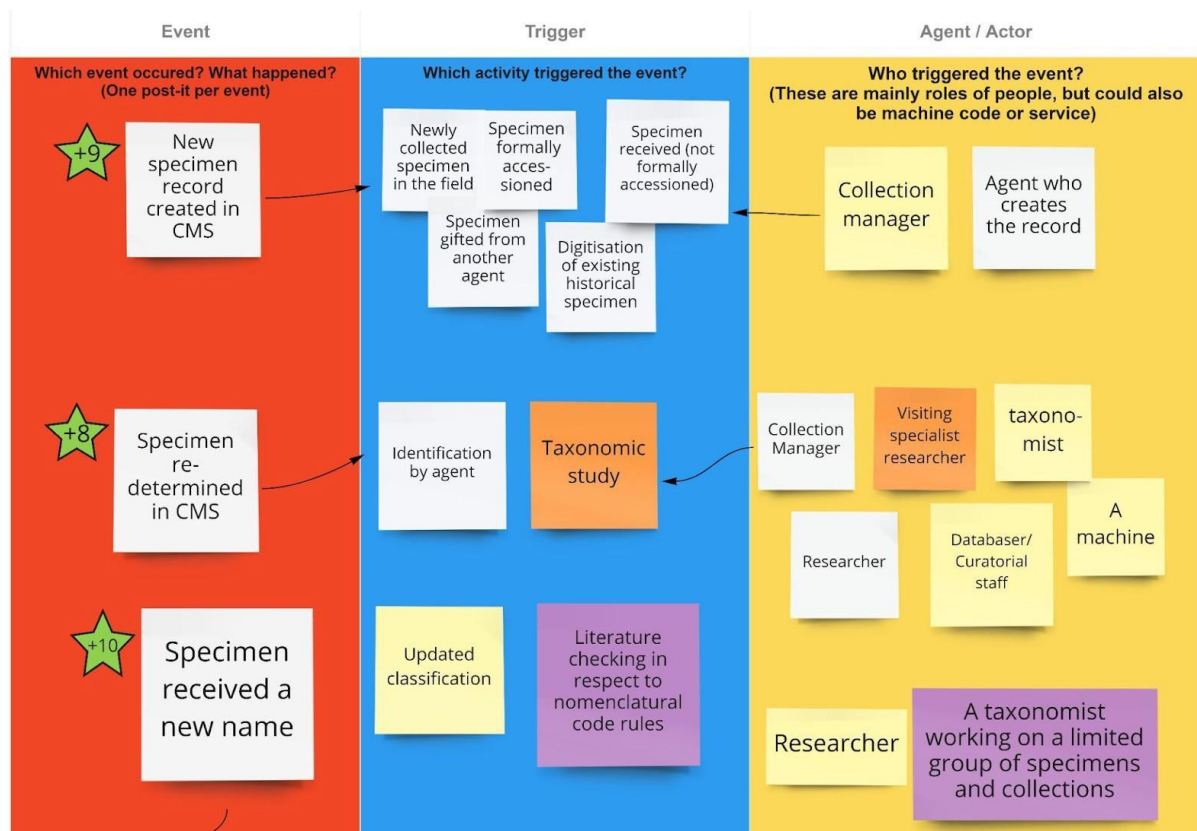 Event
Trigger
Agent / Actor
Which event occured? What happened?
(One post-it per event)
Which activity triggered the event?
Who triggered the event?
(These are mainly roles of people, but could also
be machine code or service)
+9
New
specimen
record
created in
CMS
Newly
collected
specimen
in the field
Specimen
formally
acces-
sioned
Specimen
received (not
formally
accessioned)
Specimen
gifted from
another
agent
Digitisation
of existing
historical
specimen
Collection
manager
Agent who
creates
the record
+8
Specimen
re-
determined
in CMS
Identification
by agent
Taxonomic
study
Collection
Manager
Visiting
specialist
researcher
taxono-
mist
A
machine
Researcher
Databaser/
Curatorial
staff
+10
Specimen
received a
new name
Updated
classification
Literature
checking in
respect to
nomenclatural
code rules
Researcher
A taxonomist
working on a limited
group of specimens
and collections